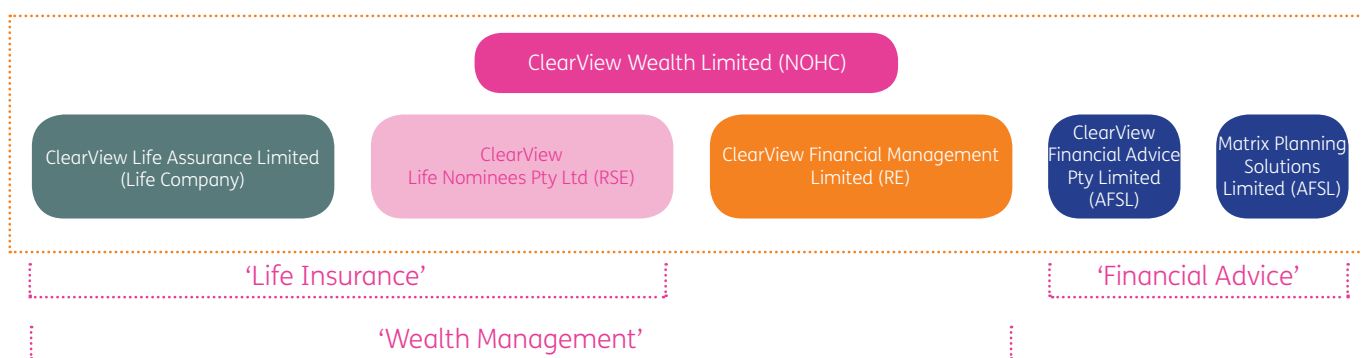 ClearView Wealth Limited (NOHC)
ClearView Life Assurance Limited
(Life Company)
ClearView
Life Nominees Pty Ltd (RSE)
ClearView Financial Management
Limited (RE)
ClearView
Financial Advice
Pty Limited
(AFSL)
Matrix Planning
Solutions
Limited (AFSL)
‘Life Insurance’
‘Financial Advice’
‘Wealth Management’